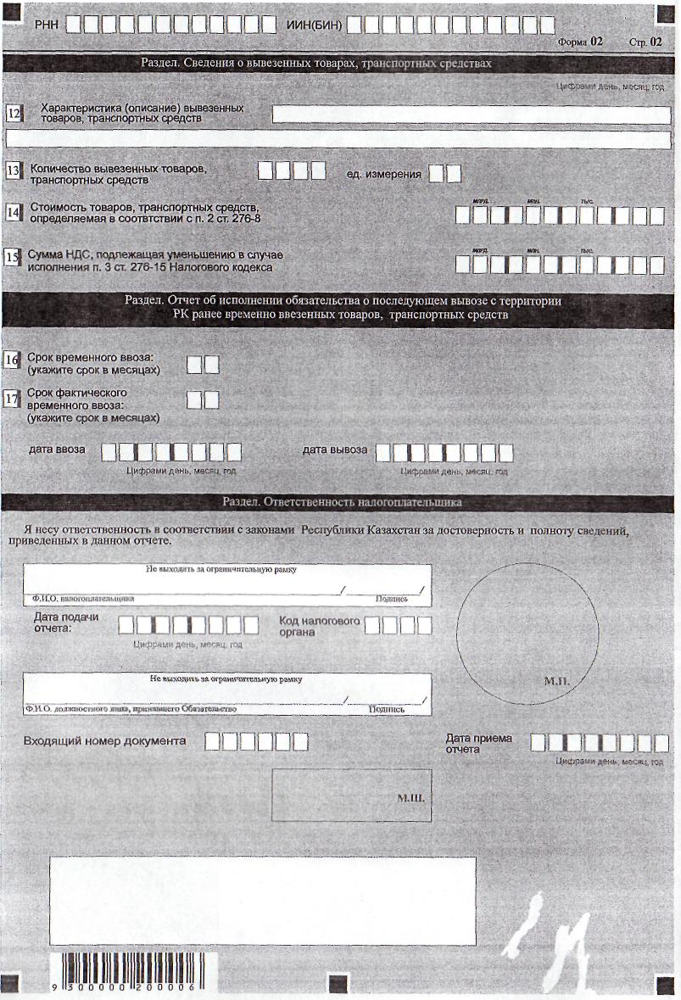 РНН ИИН(БИН)
Форма 02 Стр. 02
Раздел. Сведения о вывезенных товарах, транспортных средствах
Цифрами день, месяц, год
12 Характеристика (описание) вывезенных
товаров, транспортных средств
13 Количество вывезенных товаров,
транспортных средств
ед. измерения
14 Стоимость товаров, транспортных средств,
определяемая в соотвтствии с п. 2 ст. 276-8
млрд. млн. тыс.
15 Сумма НДС, подлежащая уменьшению в случае
исполнения п. 3 ст. 276-15 Налогового кодекса
млрд. млн. тыс.
Раздел. Отчет об исполнении обязательства о последующем вывозе с территории
РК ранее временно ввезенных товаров, транспортных средств
16 Срок временного ввоза:
(укажите срок в месяцах)
17 Срок фактического
временного ввоза:
(укажите срок в месяцах)
дата ввоза дата вывоза
Цифрами день, месяц, год Цифрами день, месяц, год
Раздел. Ответственность налогоплательщика
Я несу ответственность в соответствии с законами Республики Казахстан за достоверность и полноту сведений,
приведенных в данном отчете.
Не выходить за ограничительную рамку
/ /
Ф.И.О. налогоплательщика Подпись
Дата подачи
отчета:
Код налогового
органа
Цифрами день, месяц, год
М.П.
Не выходить за ограничительную рамку
/ /
Ф.И.О. должностного лица, принявшего Обязательство Подпись
Входящий номер документа
Дата приема
отчета
Цифрами день, месяц, год
М.Ш.
9 300000 200006